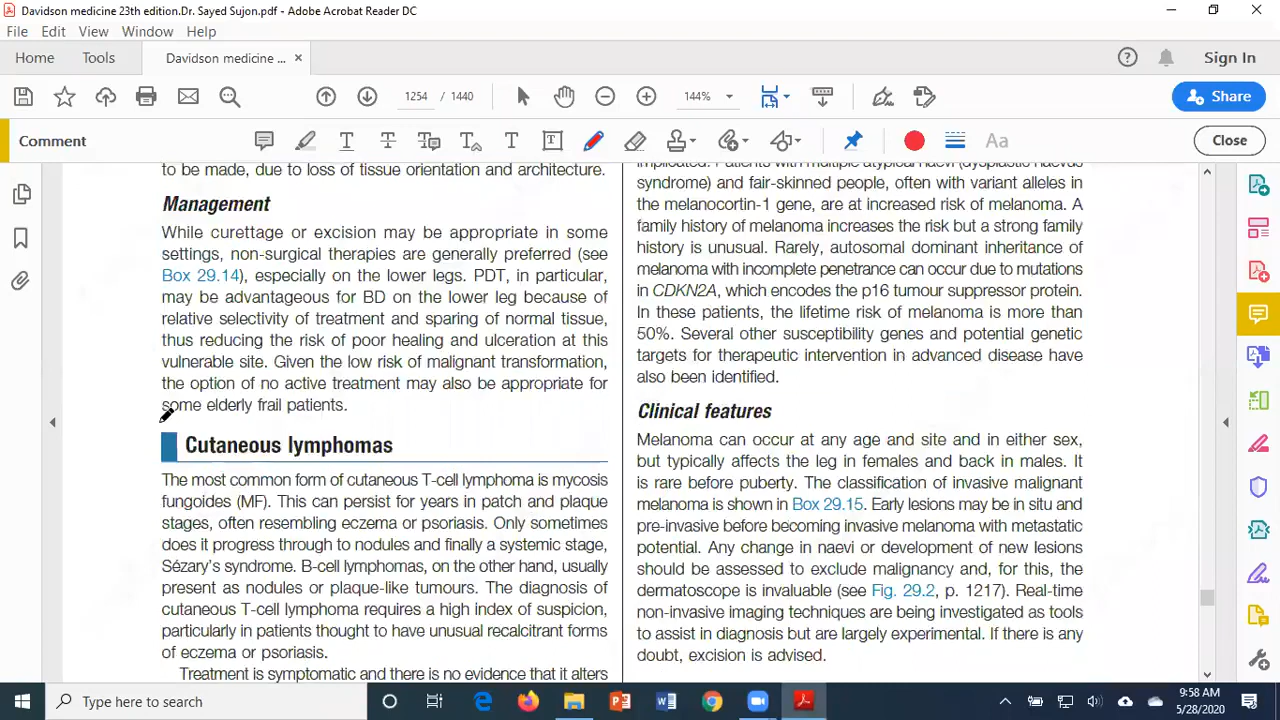 Davidson medicine 23th edition.Dr. Sayed Sujon.pdf - Adobe Acrobat Reader DC
File Edit View Window Help
Home Tools Davidson medicine ... × Sign In
1254 / 1440 144% Share
Comment Close
to be made, due to loss of tissue orientation and architecture.
Management
While curettage or excision may be appropriate in some
settings, non-surgical therapies are generally preferred (see
Box 29.14), especially on the lower legs. PDT, in particular,
may be advantageous for BD on the lower leg because of
relative selectivity of treatment and sparing of normal tissue,
thus reducing the risk of poor healing and ulceration at this
vulnerable site. Given the low risk of malignant transformation,
the option of no active treatment may also be appropriate for
some elderly frail patients.
Cutaneous lymphomas
The most common form of cutaneous T-cell lymphoma is mycosis
fungoides (MF). This can persist for years in patch and plaque
stages, often resembling eczema or psoriasis. Only sometimes
does it progress through to nodules and finally a systemic stage,
Sézary's syndrome. B-cell lymphomas, on the other hand, usually
present as nodules or plaque-like tumours. The diagnosis of
cutaneous T-cell lymphoma requires a high index of suspicion,
particularly in patients thought to have unusual recalcitrant forms
of eczema or psoriasis.
Treatment is symptomatic and there is no evidence that it alters
implicated. Patients with multiple atypical naevi (dysplastic naevus
syndrome) and fair-skinned people, often with variant alleles in
the melanocortin-1 gene, are at increased risk of melanoma. A
family history of melanoma increases the risk but a strong family
history is unusual. Rarely, autosomal dominant inheritance of
melanoma with incomplete penetrance can occur due to mutations
in CDKN2A, which encodes the p16 tumour suppressor protein.
In these patients, the lifetime risk of melanoma is more than
50%. Several other susceptibility genes and potential genetic
targets for therapeutic intervention in advanced disease have
also been identified.
Clinical features
Melanoma can occur at any age and site and in either sex,
but typically affects the leg in females and back in males. It
is rare before puberty. The classification of invasive malignant
melanoma is shown in Box 29.15. Early lesions may be in situ and
pre-invasive before becoming invasive melanoma with metastatic
potential. Any change in naevi or development of new lesions
should be assessed to exclude malignancy and, for this, the
dermatoscope is invaluable (see Fig. 29.2, p. 1217). Real-time
non-invasive imaging techniques are being investigated as tools
to assist in diagnosis but are largely experimental. If there is any
doubt, excision is advised.
Type here to search
9:58 AM
5/28/2020